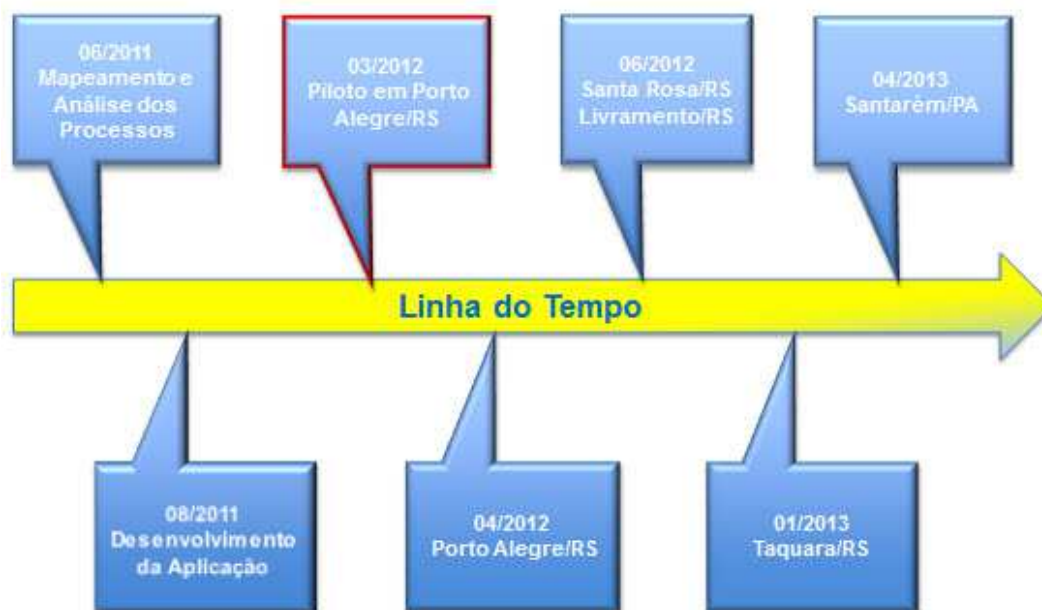 06/2011
Mapeamento e
Análise dos
Processos
03/2012
Piloto em Porto
Alegre/RS
06/2012
Santa Rosa/RS
Livramento/RS
04/2013
Santarém/PA
Linha do Tempo
08/2011
Desenvolvimento
da Aplicação
04/2012
Porto Alegre/RS
01/2013
Taquara/RS